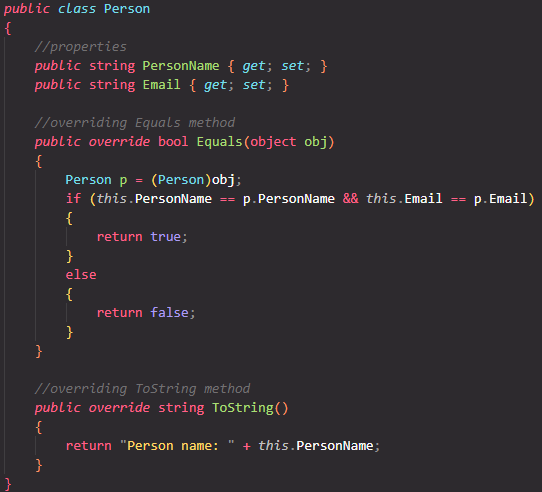 public class Person
{
    //properties
    public string PersonName { get; set; }
    public string Email { get; set; }

    //overriding Equals method
    public override bool Equals(object obj)
    {
        Person p = (Person)obj;
        if (this.PersonName == p.PersonName && this.Email == p.Email)
        {
            return true;
        }
        else
        {
            return false;
        }
    }

    //overriding ToString method
    public override string ToString()
    {
        return "Person name: " + this.PersonName;
    }
}